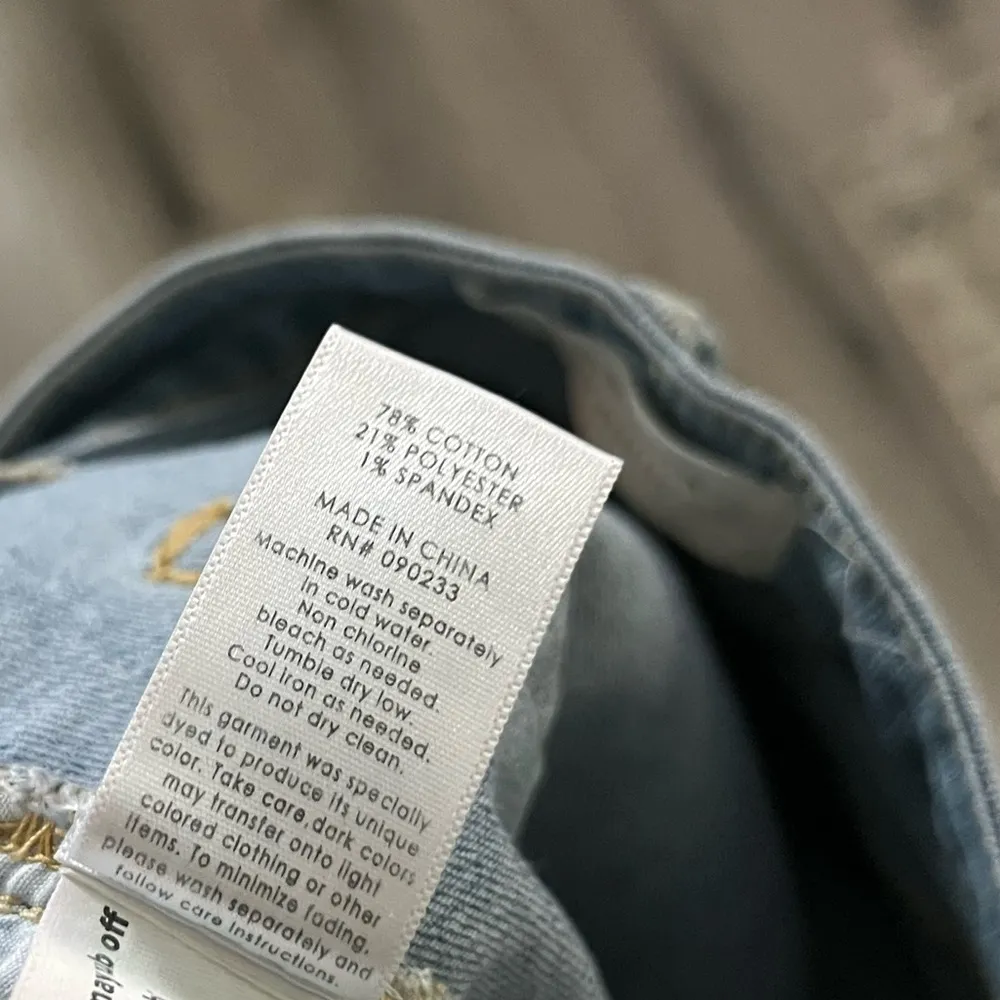 78% COTTON
21% POLYESTER
1% SPANDEX
MADE IN CHINA
RN# 090233
Machine wash separately
in cold water.
Non chlorine
bleach as needed.
Tumble dry low.
Cool iron as needed.
Do not dry clean.
This garment was specially
dyed to produce its unique
color. Take care,dark colors
may transfer onto light
colored clothing or other
items. To minimize fading,
please wash separately and
follow care instructions.
off